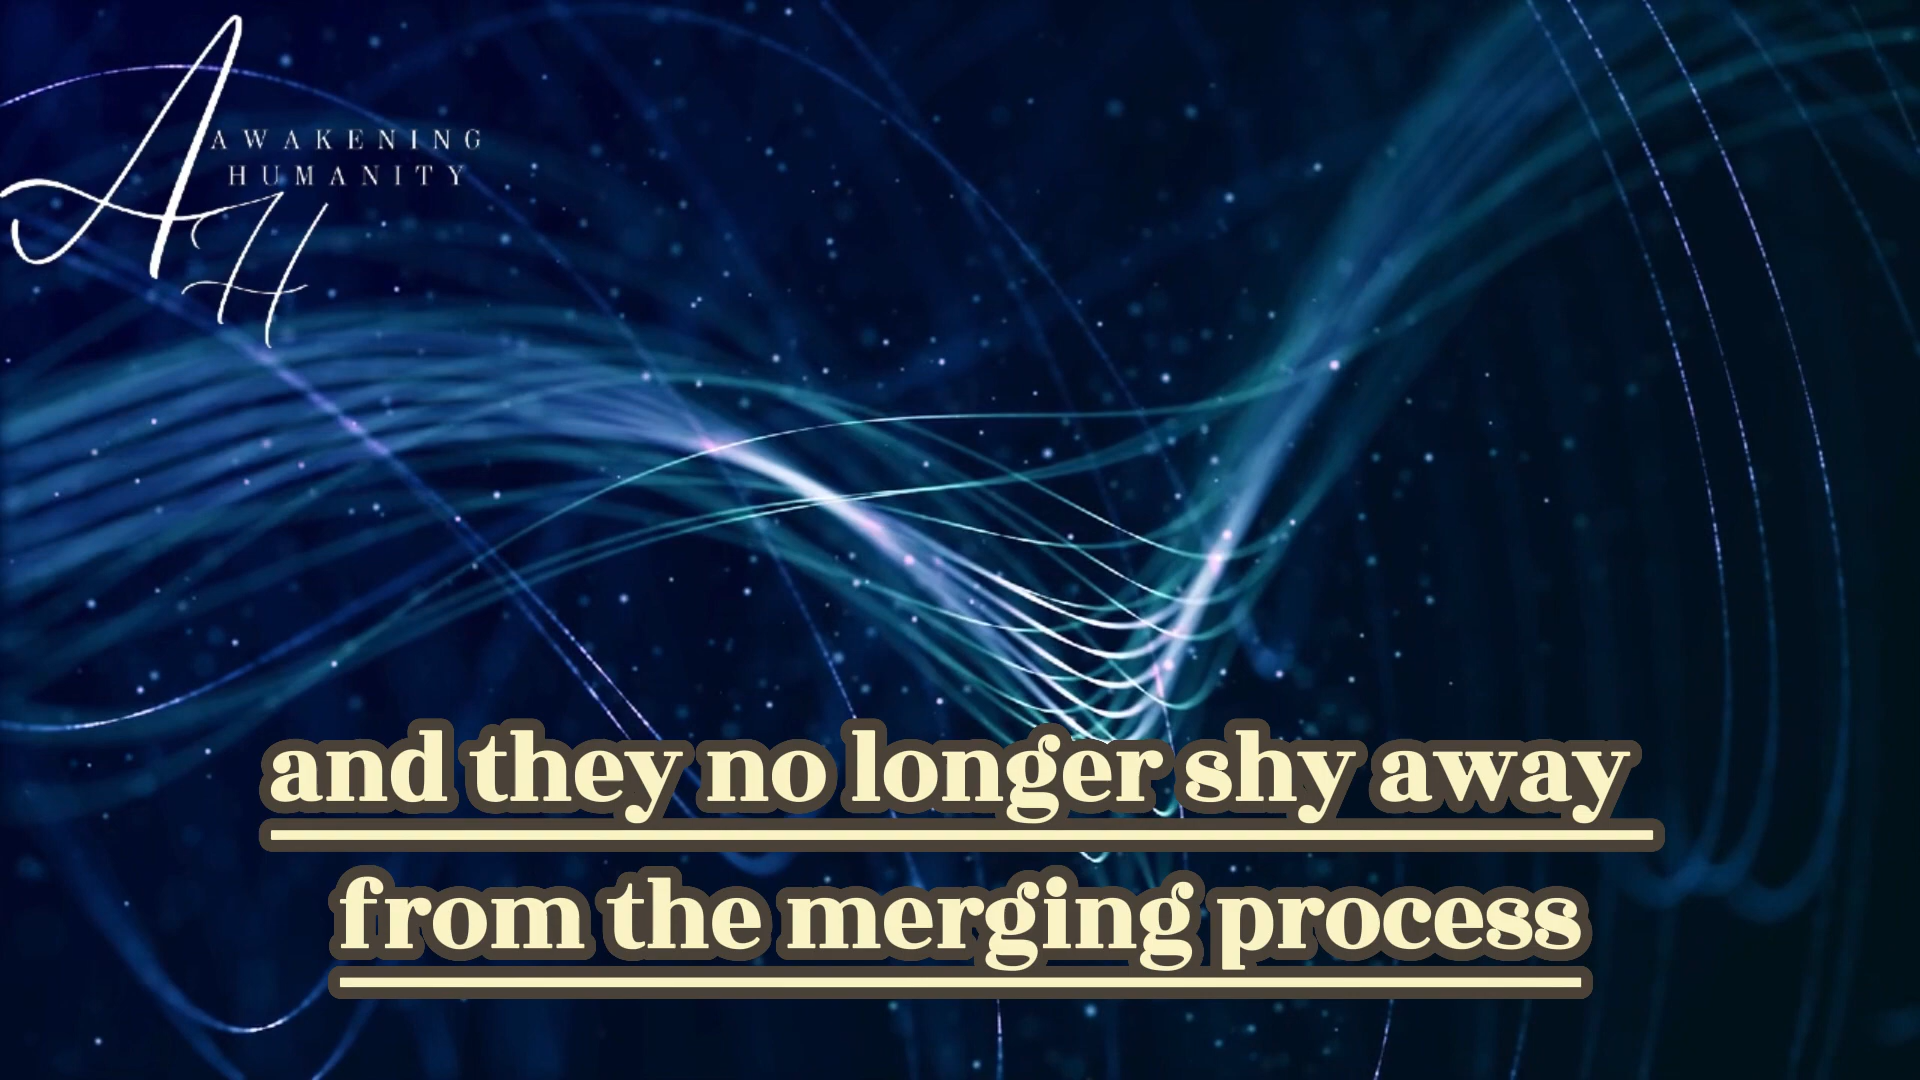 AWAKENING
HUMANITY
AH
and they no longer shy away
from the merging process